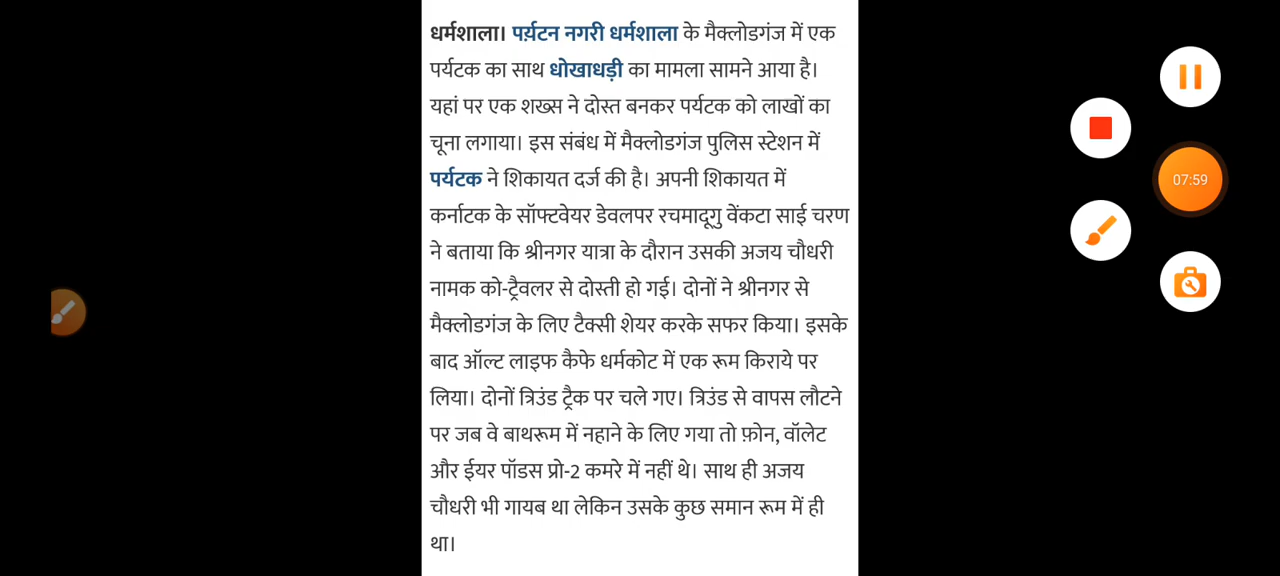 धर्मशाला। पर्य़टन नगरी धर्मशाला के मैक्लोडगंज में एक
पर्यटक का साथ धोखाधड़ी का मामला सामने आया है।
यहां पर एक शख्स ने दोस्त बनकर पर्यटक को लाखों का
चूना लगाया। इस संबंध में मैक्लोडगंज पुलिस स्टेशन में
पर्यटक ने शिकायत दर्ज की है। अपनी शिकायत में
कर्नाटक के सॉफ्टवेयर डेवलपर रचमादूगु वेंकटा साई चरण
ने बताया कि श्रीनगर यात्रा के दौरान उसकी अजय चौधरी
नामक को-ट्रैवलर से दोस्ती हो गई। दोनों ने श्रीनगर से
मैक्लोडगंज के लिए टैक्सी शेयर करके सफर किया। इसके
बाद ऑल्ट लाइफ कैफे धर्मकोट में एक रूम किराये पर
लिया। दोनों त्रिउंड ट्रैक पर चले गए। त्रिउंड से वापस लौटने
पर जब वे बाथरूम में नहाने के लिए गया तो फ़ोन, वॉलेट
और ईयर पॉडस प्रो-2 कमरे में नहीं थे। साथ ही अजय
चौधरी भी गायब था लेकिन उसके कुछ समान रूम में ही
था।
07:59